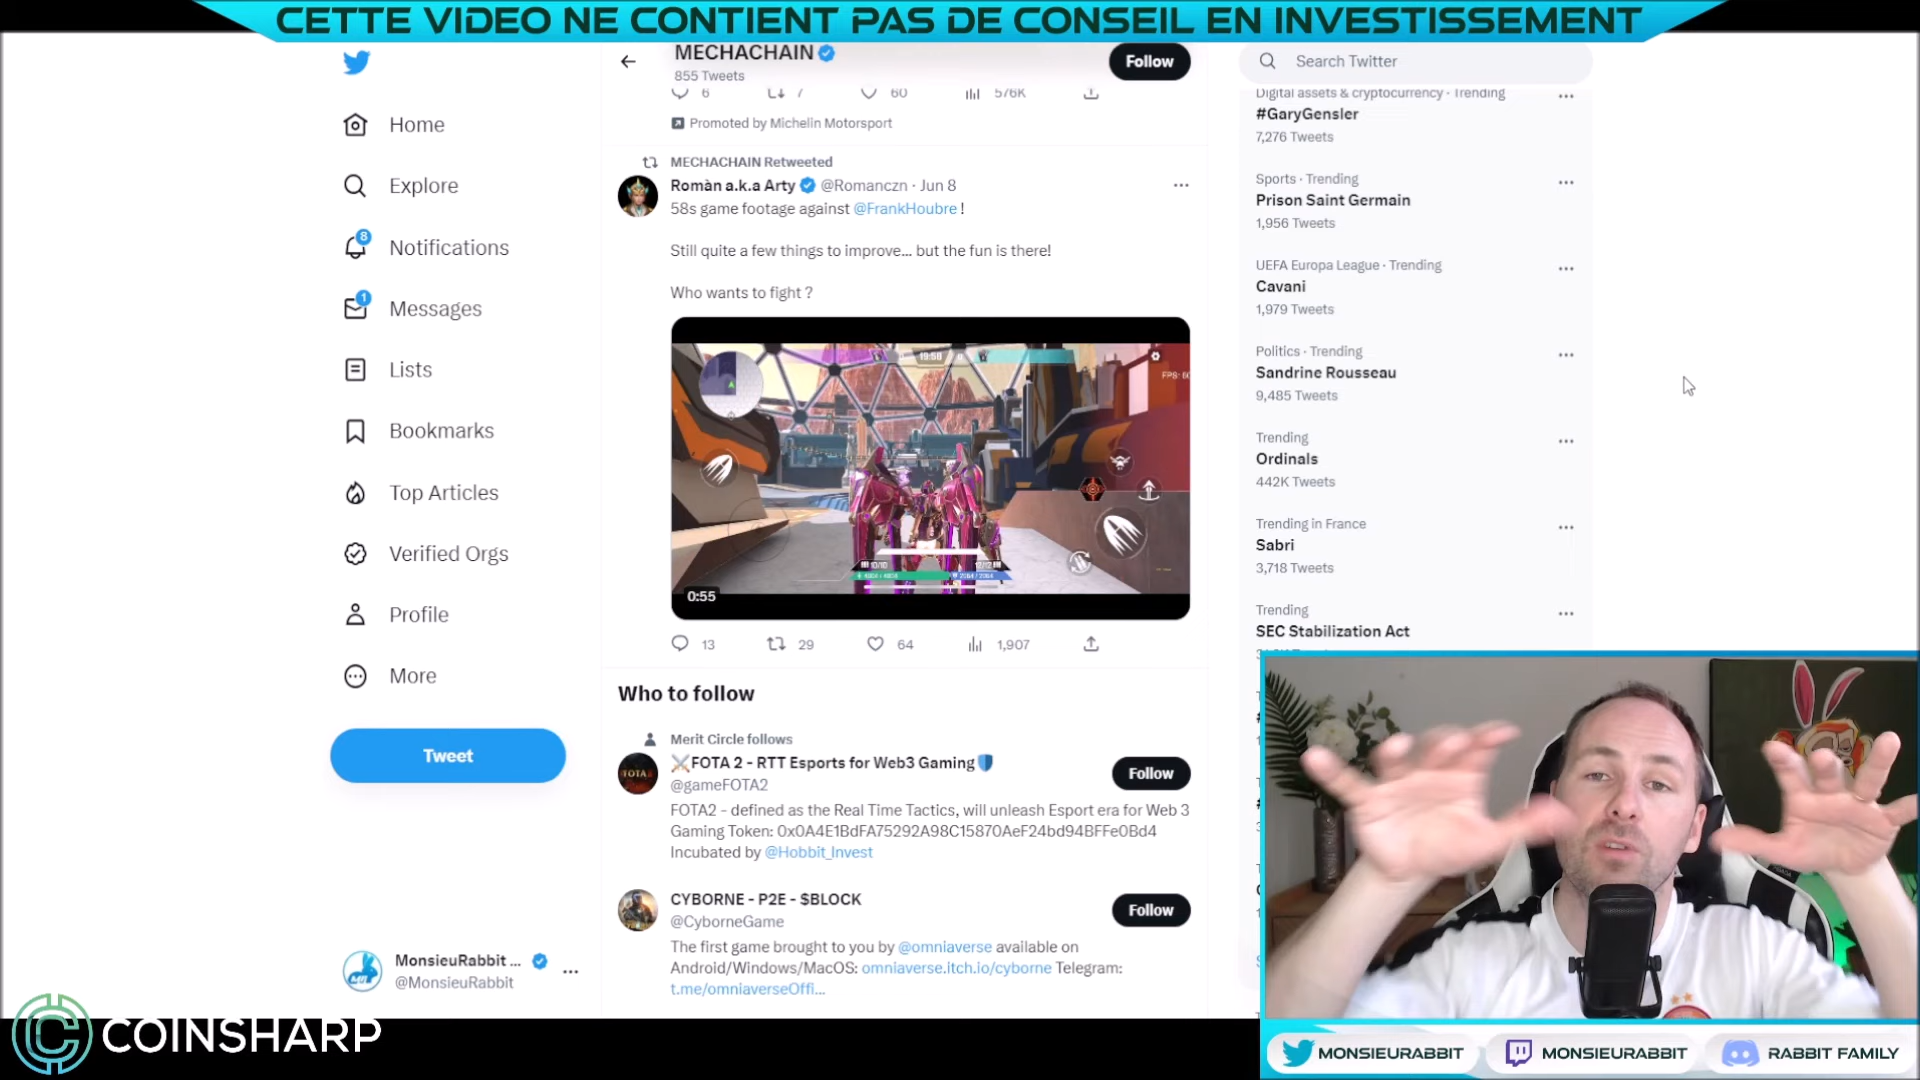 CETTE VIDEO NE CONTIENT PAS DE CONSEIL EN INVESTISSEMENT
Home
Explore
8
Notifications
1
Messages
Lists
Bookmarks
Top Articles
Verified Orgs
Profile
More
Tweet
MonsieuRabbit ...
@MonsieuRabbit
COINSHARP
MECHACHAIN
855 Tweets
Follow
6 7 60 576K
Promoted by Michelin Motorsport
MECHACHAIN Retweeted
Romàn a.k.a Arty @Romanczn · Jun 8
58s game footage against @FrankHoubre !
Still quite a few things to improve... but the fun is there!
Who wants to fight ?
19:58
0:55
13 29 64 1,907
Who to follow
Merit Circle follows
⚔FOTA 2 - RTT Esports for Web3 Gaming🛡
@gameFOTA2
Follow
FOTA2 - defined as the Real Time Tactics, will unleash Esport era for Web 3
Gaming Token: 0x0A4E1BdFA75292A98C15870AeF24bd94BFFe0Bd4
Incubated by @Hobbit_Invest
CYBORNE - P2E - $BLOCK
@CyborneGame
Follow
The first game brought to you by @omniaverse available on
Android/Windows/MacOS: omniaverse.itch.io/cyborne Telegram:
t.me/omniaverseOffi...
Search Twitter
Digital assets & cryptocurrency · Trending
#GaryGensler
7,276 Tweets
Sports · Trending
Prison Saint Germain
1,956 Tweets
UEFA Europa League · Trending
Cavani
1,979 Tweets
Politics · Trending
Sandrine Rousseau
9,485 Tweets
Trending
Ordinals
442K Tweets
Trending in France
Sabri
3,718 Tweets
Trending
SEC Stabilization Act
MONSIEURABBIT
MONSIEURABBIT
RABBIT FAMILY